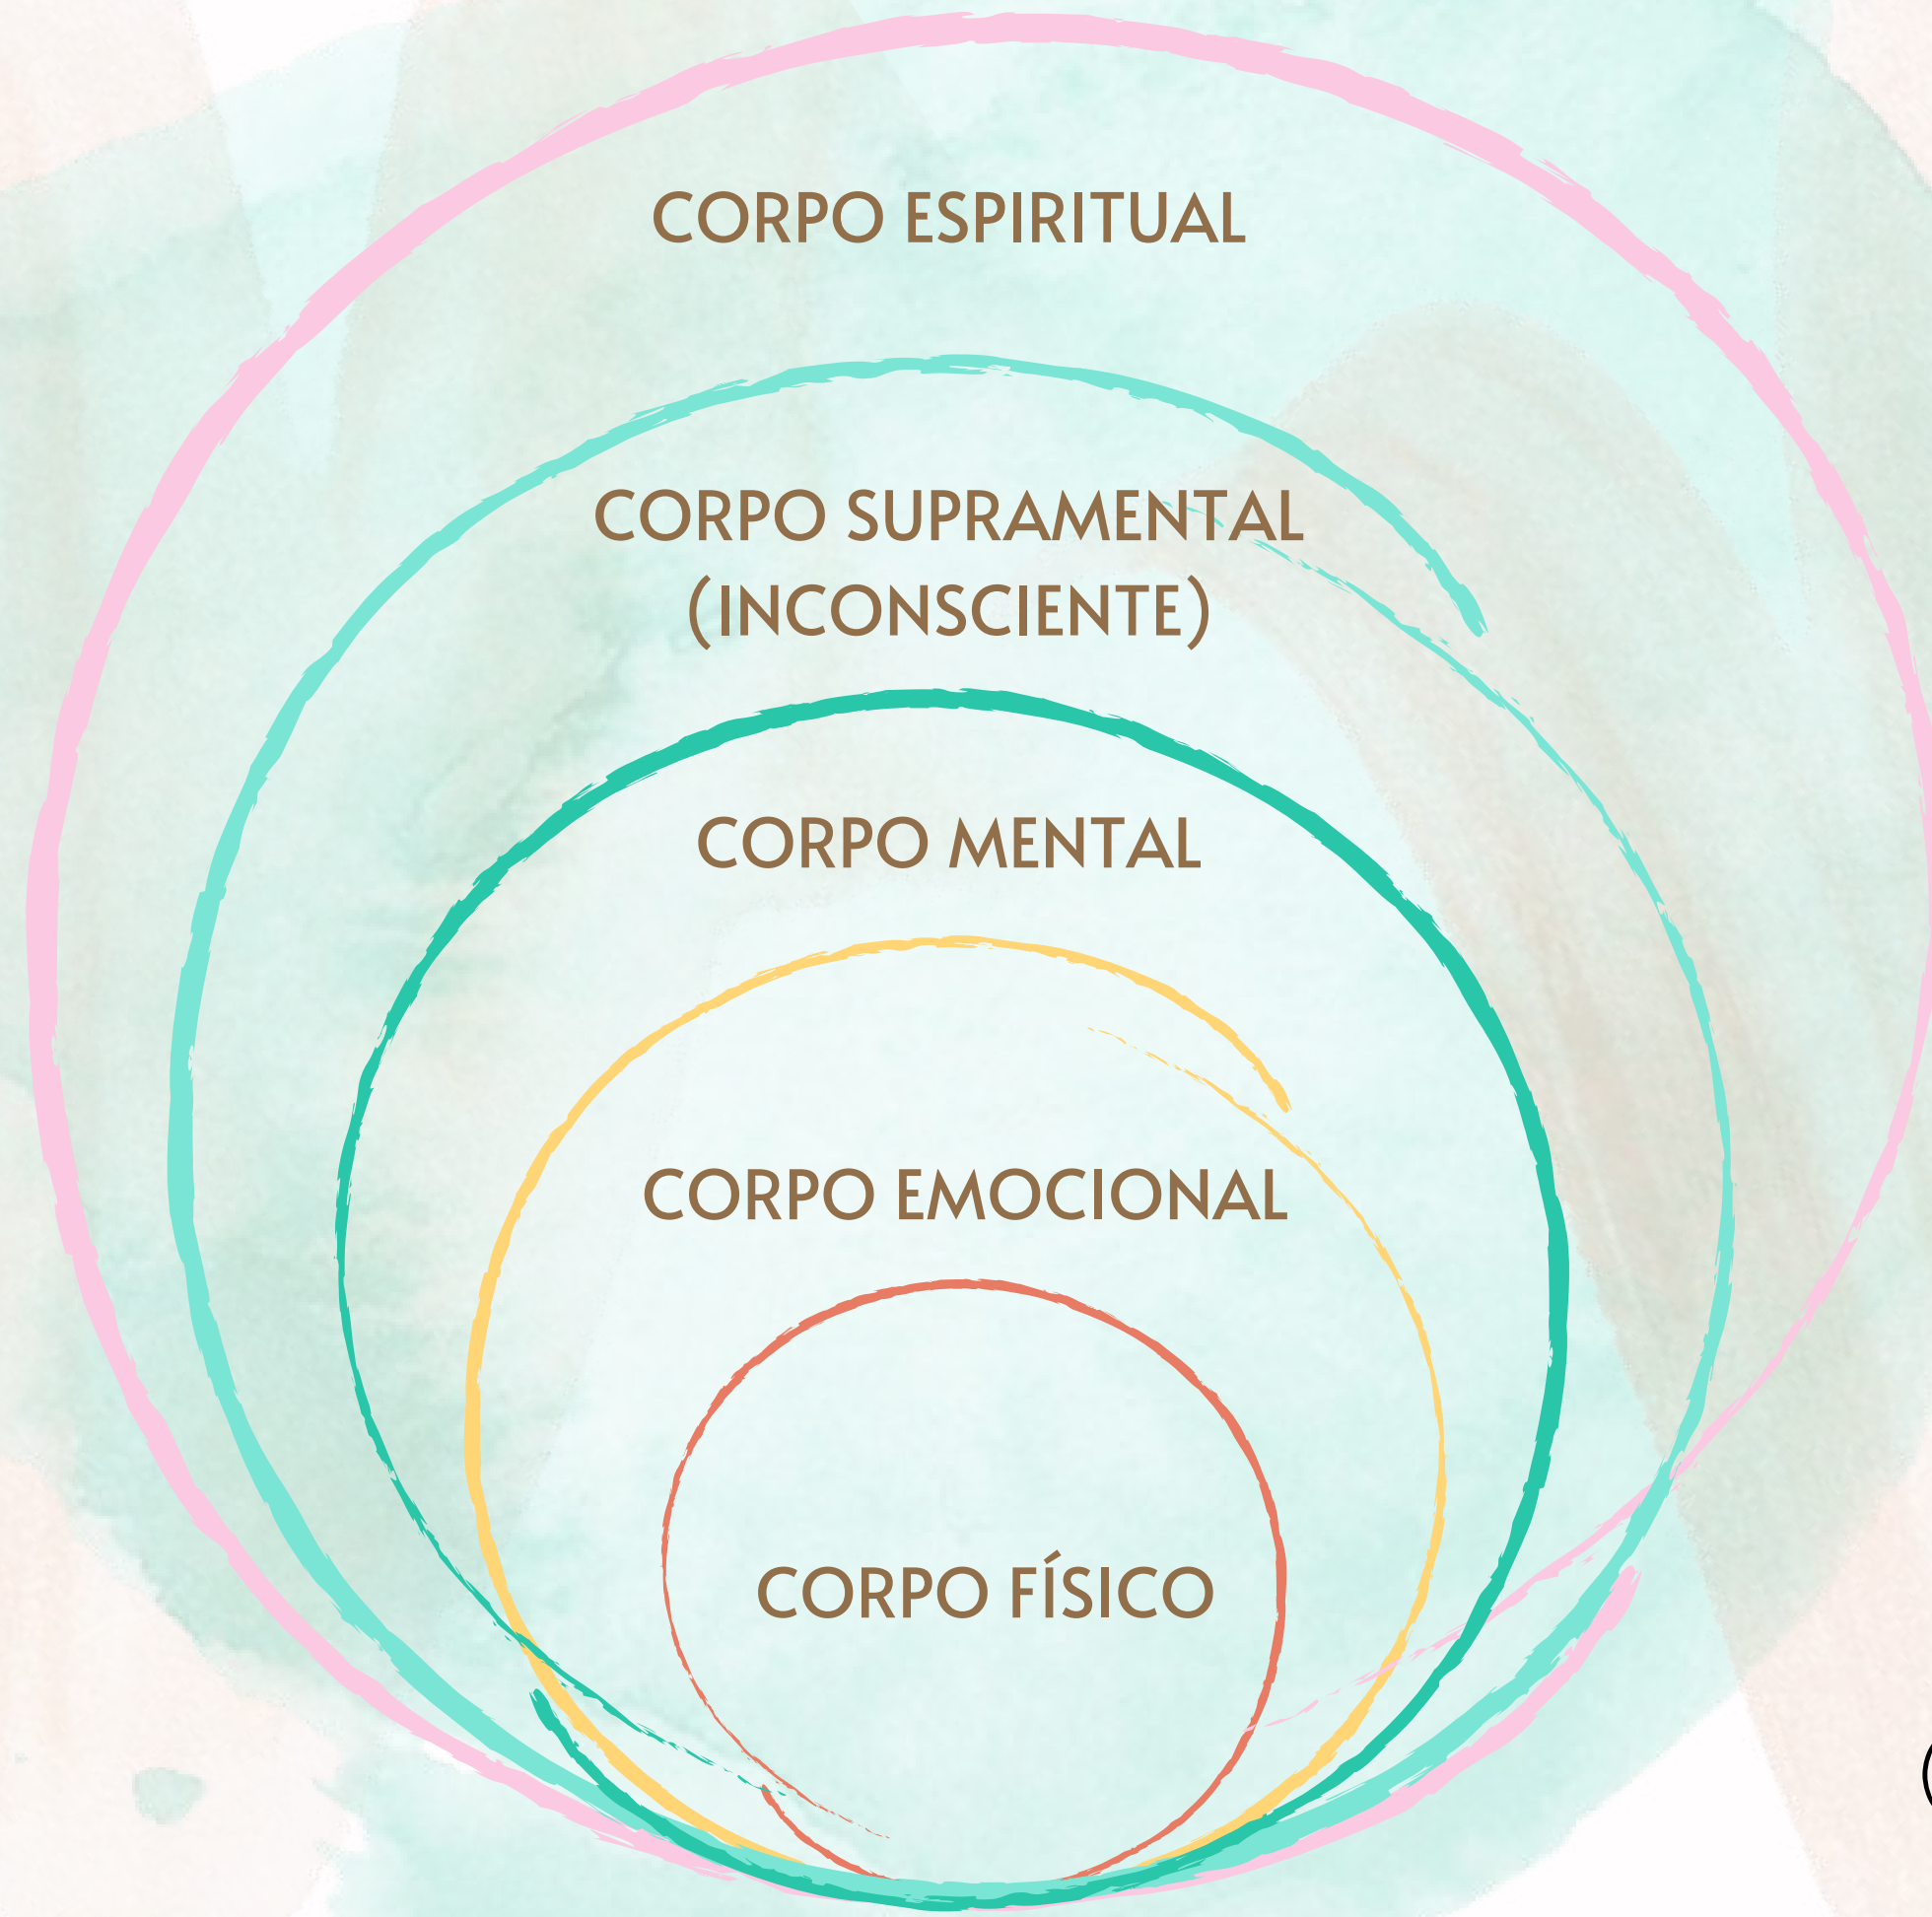 CORPO ESPIRITUAL
CORPO SUPRAMENTAL
(INCONSCIENTE)
CORPO MENTAL
CORPO EMOCIONAL
CORPO FÍSICO